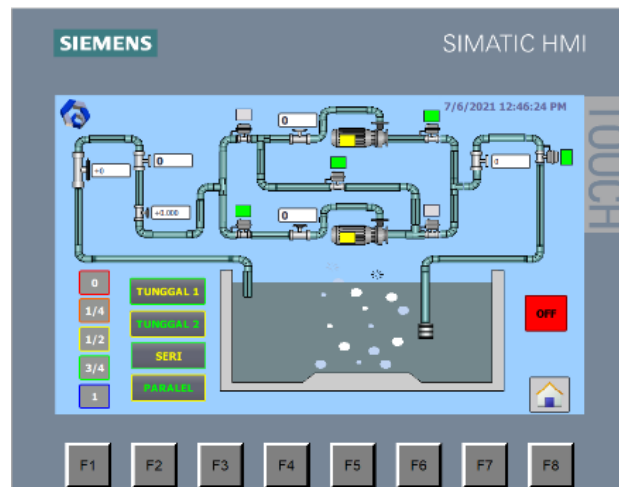 SIEMENS
SIMATIC HMI
TOUCH
7/6/2021 12:46:24 PM
0
+0
0
0
+0.000
0
0
TUNGGAL 1
1/4
TUNGGAL 2
1/2
SERI
3/4
PARALEL
1
OFF
F1
F2
F3
F4
F5
F6
F7
F8